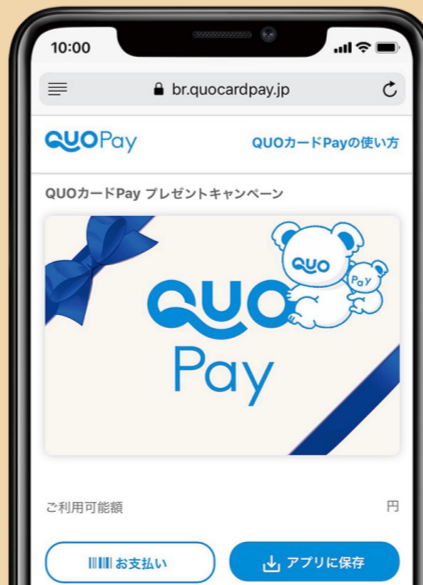 10:00
br.quocardpay.jp
QUO Pay
QUOカードPayの使い方
QUOカードPay プレゼントキャンペーン
QUO
Pay
QUO
Pay
ご利用可能額
円
お支払い
アプリに保存